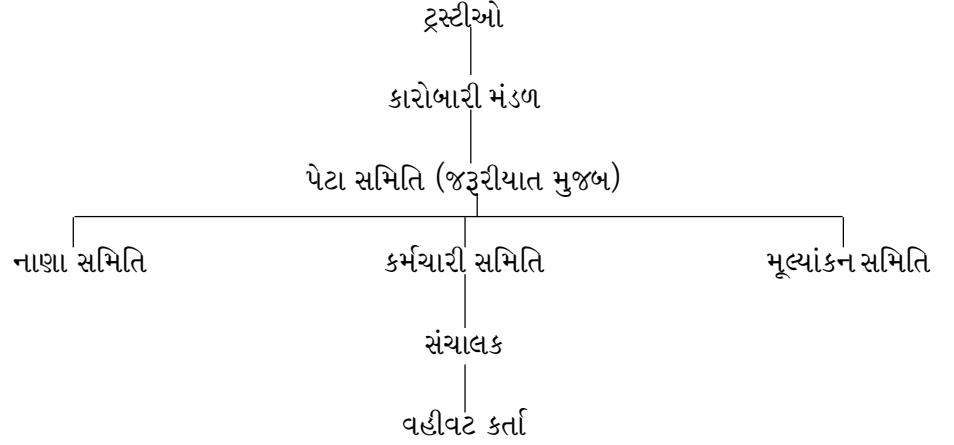 ટ્રસ્ટીઓ
કારોબારી મંડળ
પેટા સમિતિ (જરૂરીયાત મુજબ)
નાણા સમિતિ
કર્મચારી સમિતિ
મૂલ્યાંકન સમિતિ
સંચાલક
વહીવટ કર્તા